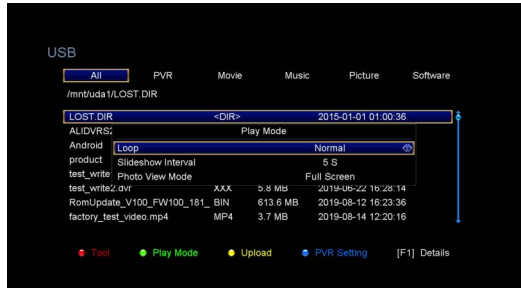 USB
All PVR Movie Music Picture Software
/mnt/uda1/LOST.DIR
LOST.DIR <DIR> 2015-01-01 01:00:36
ALIDVRS2
Play Mode
Android
Loop Normal
product
Slideshow Interval 5 S
test_write
Photo View Mode Full Screen
test_write2.dvr XXX 5.8 MB 2019-06-22 16:28:14
RomUpdate_V100_FW100_181_ BIN 613.6 MB 2019-08-12 16:23:36
factory_test_video.mp4 MP4 3.7 MB 2019-08-14 12:20:16
Tool Play Mode Upload PVR Setting [F1] Details